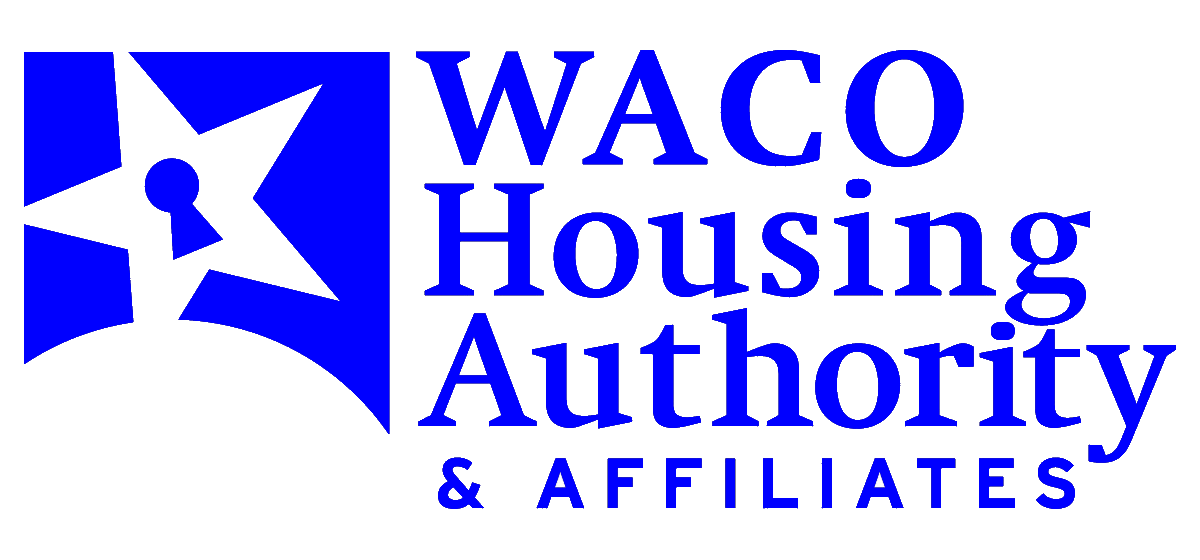 WACO
Housing
Authority
& AFFILIATES